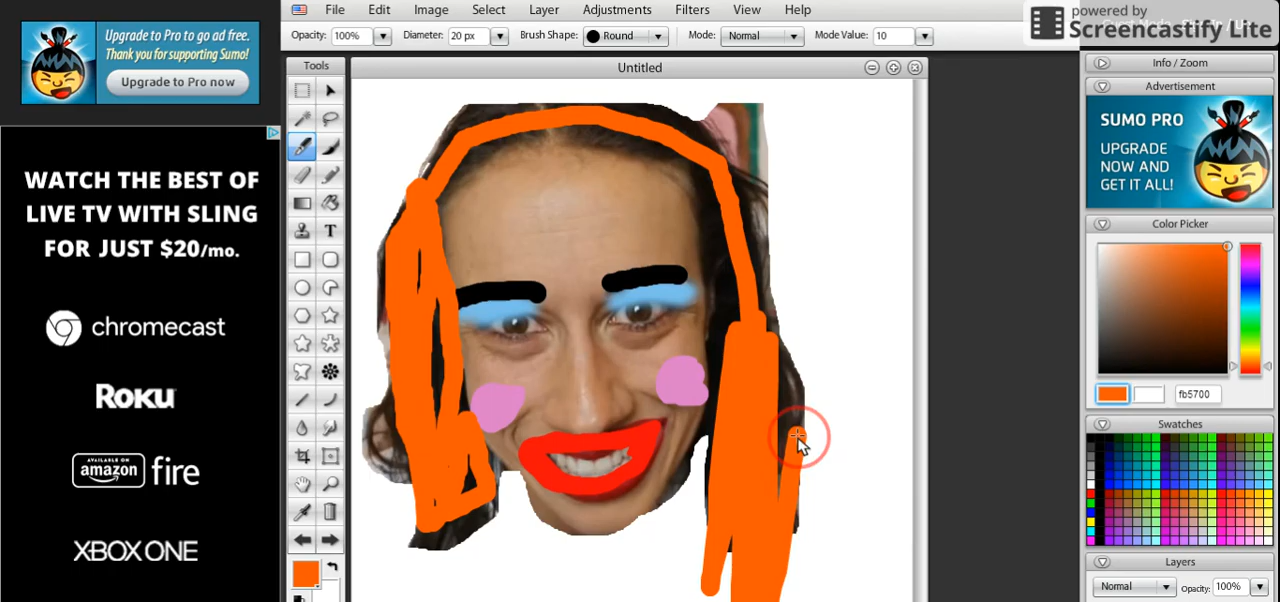 File Edit Image Select Layer Adjustments Filters View Help
powered by
Screencastify Lite
Opacity: 100% Diameter: 20 px Brush Shape: Round Mode: Normal Mode Value: 10
Upgrade to Pro to go ad free.
Thank you for supporting Sumo!
Upgrade to Pro now
Tools
Untitled
Info / Zoom
Advertisement
SUMO PRO
UPGRADE
NOW AND
GET IT ALL!
WATCH THE BEST OF
LIVE TV WITH SLING
FOR JUST $20/mo.
chromecast
ROKU
AVAILABLE ON
amazon fire
XBOX ONE
T
Color Picker
fb5700
Swatches
Layers
Normal Opacity: 100%